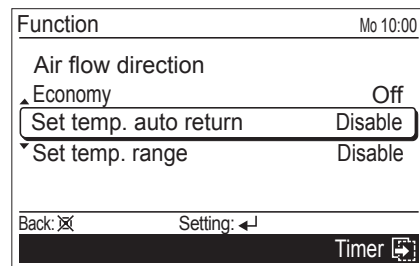 Function Mo 10:00
Air flow direction
Economy Off
Set temp. auto return Disable
Set temp. range Disable
Back: Setting:
Timer